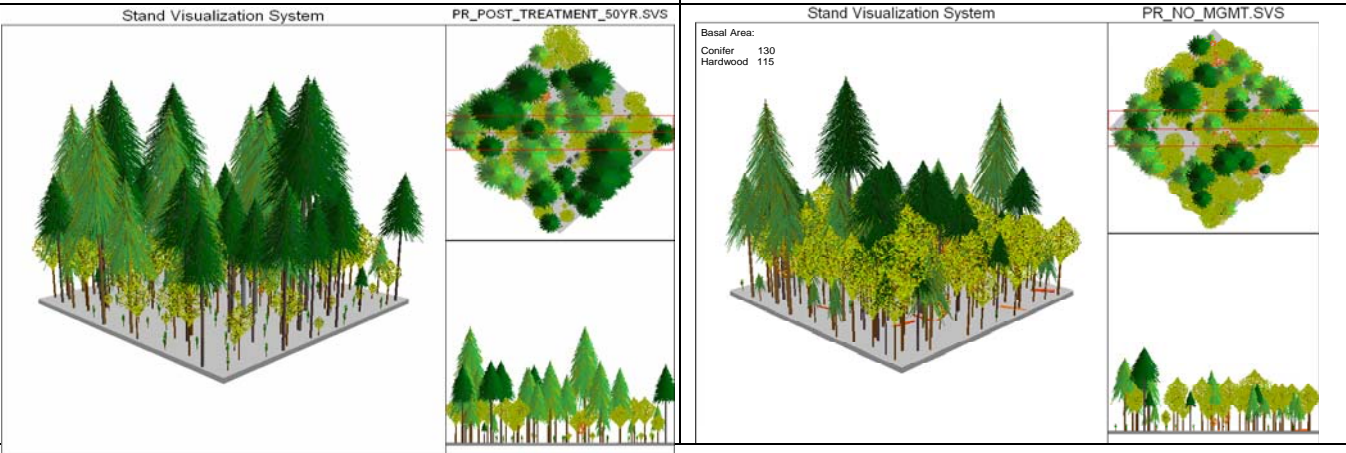 Stand Visualization System
PR_POST_TREATMENT_50YR.SVS
Stand Visualization System
PR_NO_MGMT.SVS
Basal Area:
Conifer 130
Hardwood 115